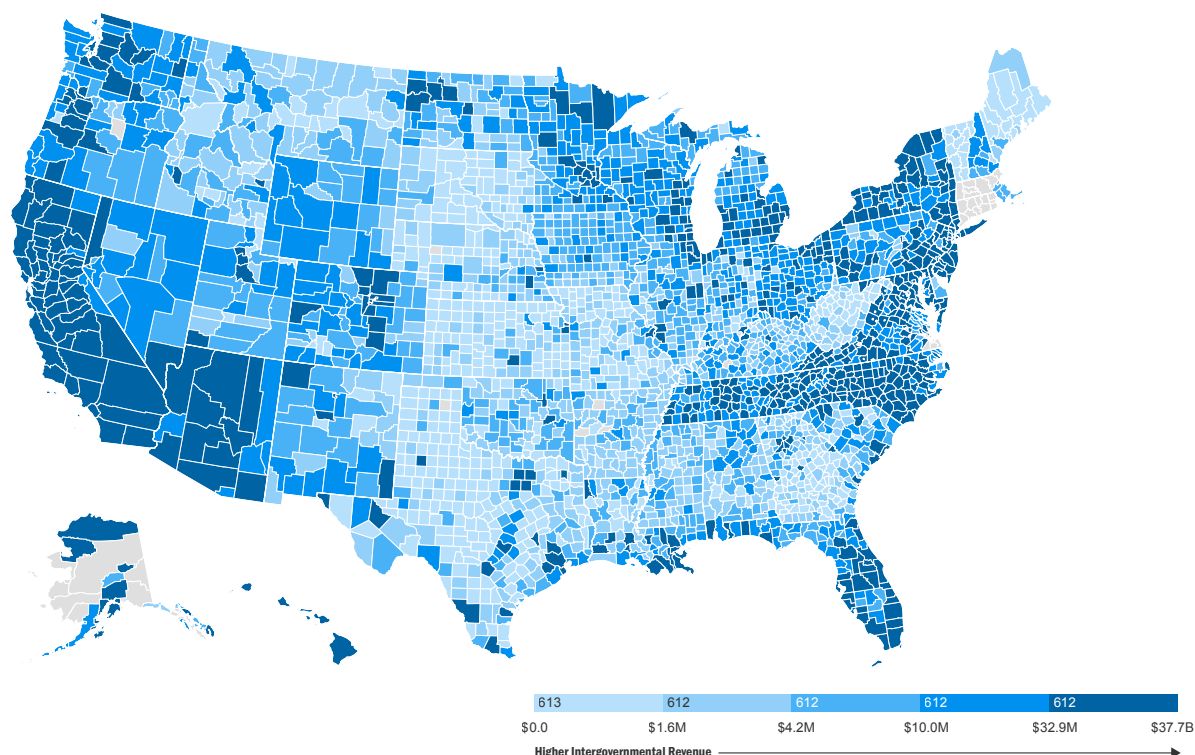 613 612 612 612 612
$0.0 $1.6M $4.2M $10.0M $32.9M $37.7B
Higher Intergovernmental Revenue